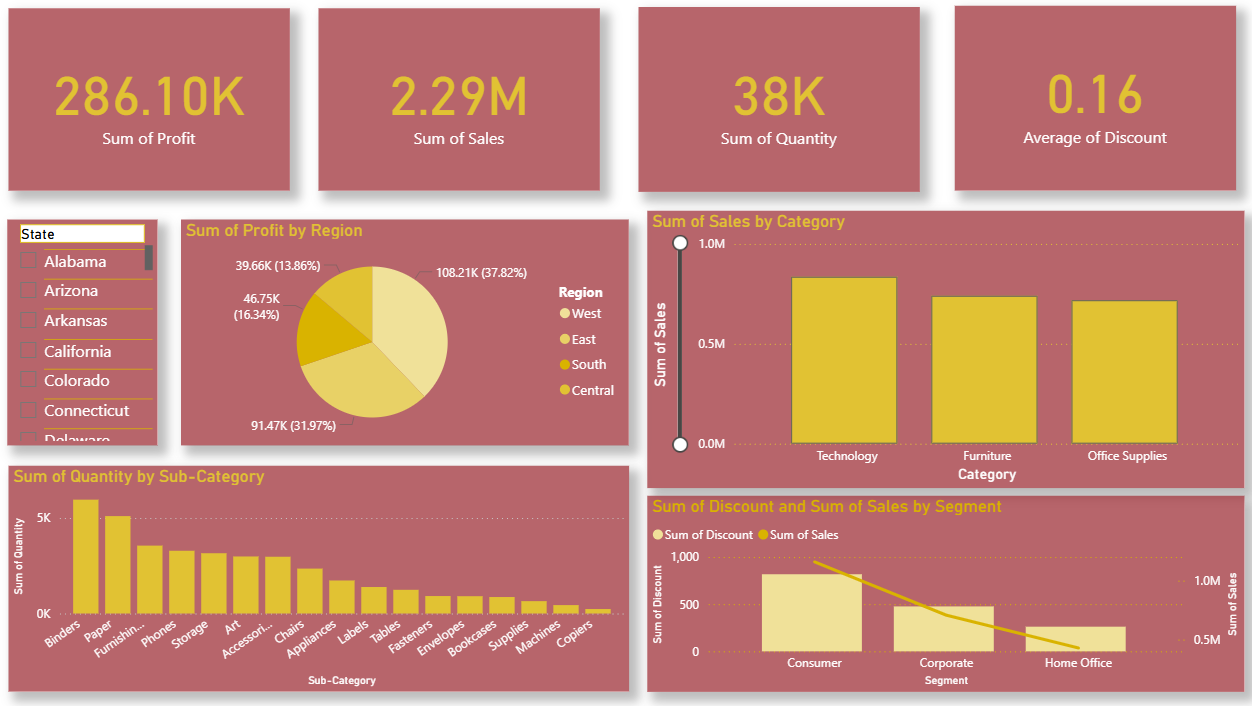 286.10K
Sum of Profit
2.29M
Sum of Sales
38K
Sum of Quantity
0.16
Average of Discount
State
Alabama
Arizona
Arkansas
California
Colorado
Connecticut
Delaware
Sum of Profit by Region
39.66K (13.86%)
108.21K (37.82%)
46.75K
(16.34%)
91.47K (31.97%)
Region
West
East
South
Central
Sum of Sales by Category
Sum of Sales
1.0M
0.5M
0.0M
Technology
Furniture
Office Supplies
Category
Sum of Quantity by Sub-Category
Sum of Quantity
5K
0K
Binders
Paper
Furnishin...
Phones
Storage
Art
Accessori...
Chairs
Appliances
Labels
Tables
Fasteners
Envelopes
Bookcases
Supplies
Machines
Copiers
Sub-Category
Sum of Discount and Sum of Sales by Segment
Sum of Discount
Sum of Sales
Sum of Discount
1,000
500
0
1.0M
0.5M
Sum of Sales
Consumer
Corporate
Home Office
Segment